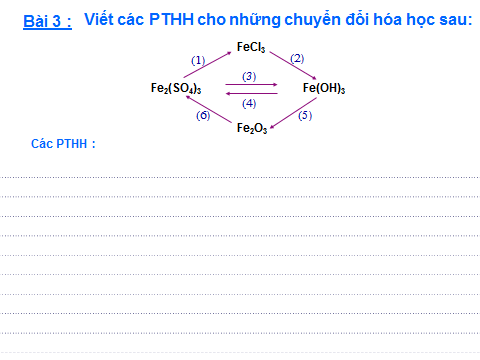 Bài 3 : Viết các PTHH cho những chuyển đổi hóa học sau:
FeCl₃
(1) (2)
(3)
Fe₂(SO₄)₃ Fe(OH)₃
(4)
(6) (5)
Fe₂O₃
Các PTHH :